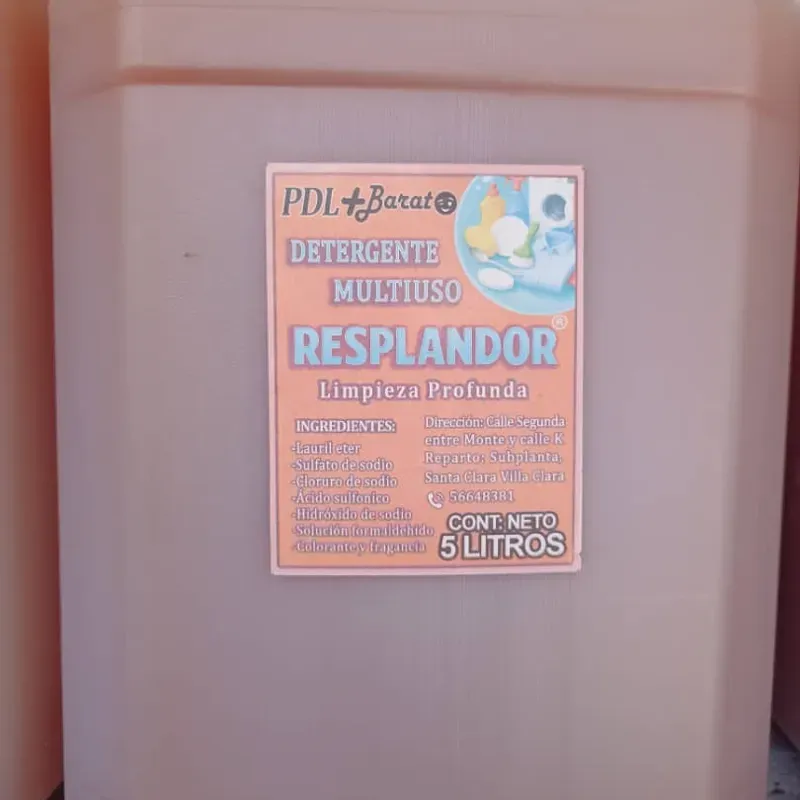 PDL+Barato
DETERGENTE
MULTIUSO
RESPLANDOR®
Limpieza Profunda
INGREDIENTES:
-Lauril eter
-Sulfato de sodio
-Cloruro de sodio
-Ácido sulfonico
-Hidróxido de sodio
-Solución formaldehido
-Colorante y fragancia
Dirección: Calle Segunda
entre Monte y calle K
Reparto; Subplanta,
Santa Clara Villa Clara
56648381
CONT: NETO
5 LITROS